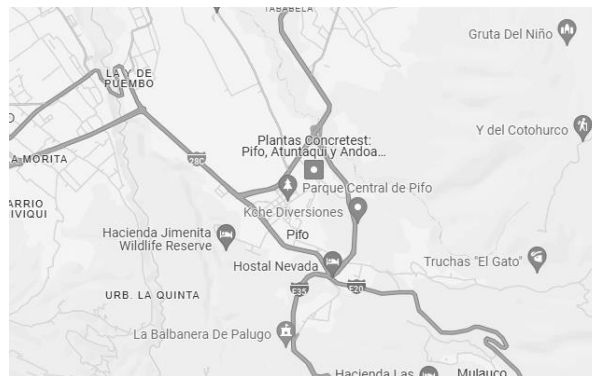 TABABELA
Gruta Del Niño
LA Y DE
PUEMBO
Y del Cotohurco
Plantas Concretest:
Pifo, Atuntaqui y Andoa...
A-MORITA
28C
Parque Central de Pifo
ARRIO
IVIQUI
Kche Diversiones
Hacienda Jimenita
Wildlife Reserve
Pifo
Hostal Nevada
Truchas "El Gato"
E35
E20
URB. LA QUINTA
La Balbanera De Palugo
Hacienda Las
Mulauco